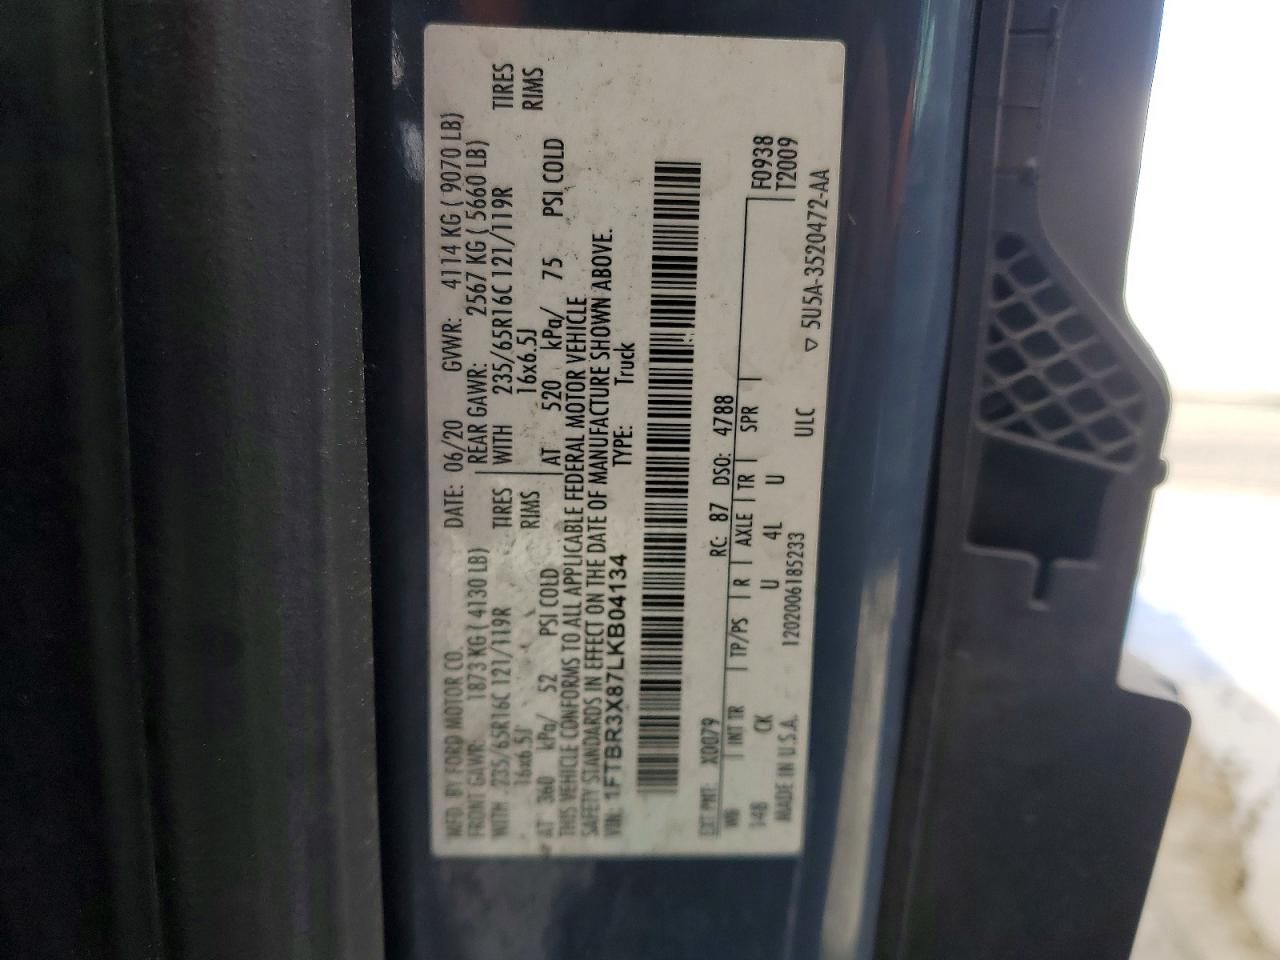 MFD. BY FORD MOTOR CO. DATE: 06/20 GVWR: 4114 KG ( 9070 LB)
FRONT GAWR: 1873 KG ( 4130 LB) REAR GAWR: 2567 KG ( 5660 LB)
WITH 235/65R16C 121/119R TIRES WITH 235/65R16C 121/119R TIRES
16x6.5J RIMS 16x6.5J RIMS
AT 360 kPa/ 52 PSI COLD AT 520 kPa/ 75 PSI COLD
THIS VEHICLE CONFORMS TO ALL APPLICABLE FEDERAL MOTOR VEHICLE
SAFETY STANDARDS IN EFFECT ON THE DATE OF MANUFACTURE SHOWN ABOVE.
VIN: 1FTBR3X87LKB04134 TYPE: Truck
EXT PNT: X0079 RC: 87 DSO: 4788 F0938
WB INT TR TP/PS R AXLE TR SPR T2009
148 CK U 4L U
MADE IN U.S.A. 1202006185233 ULC ▽ 5U5A-3520472-AA